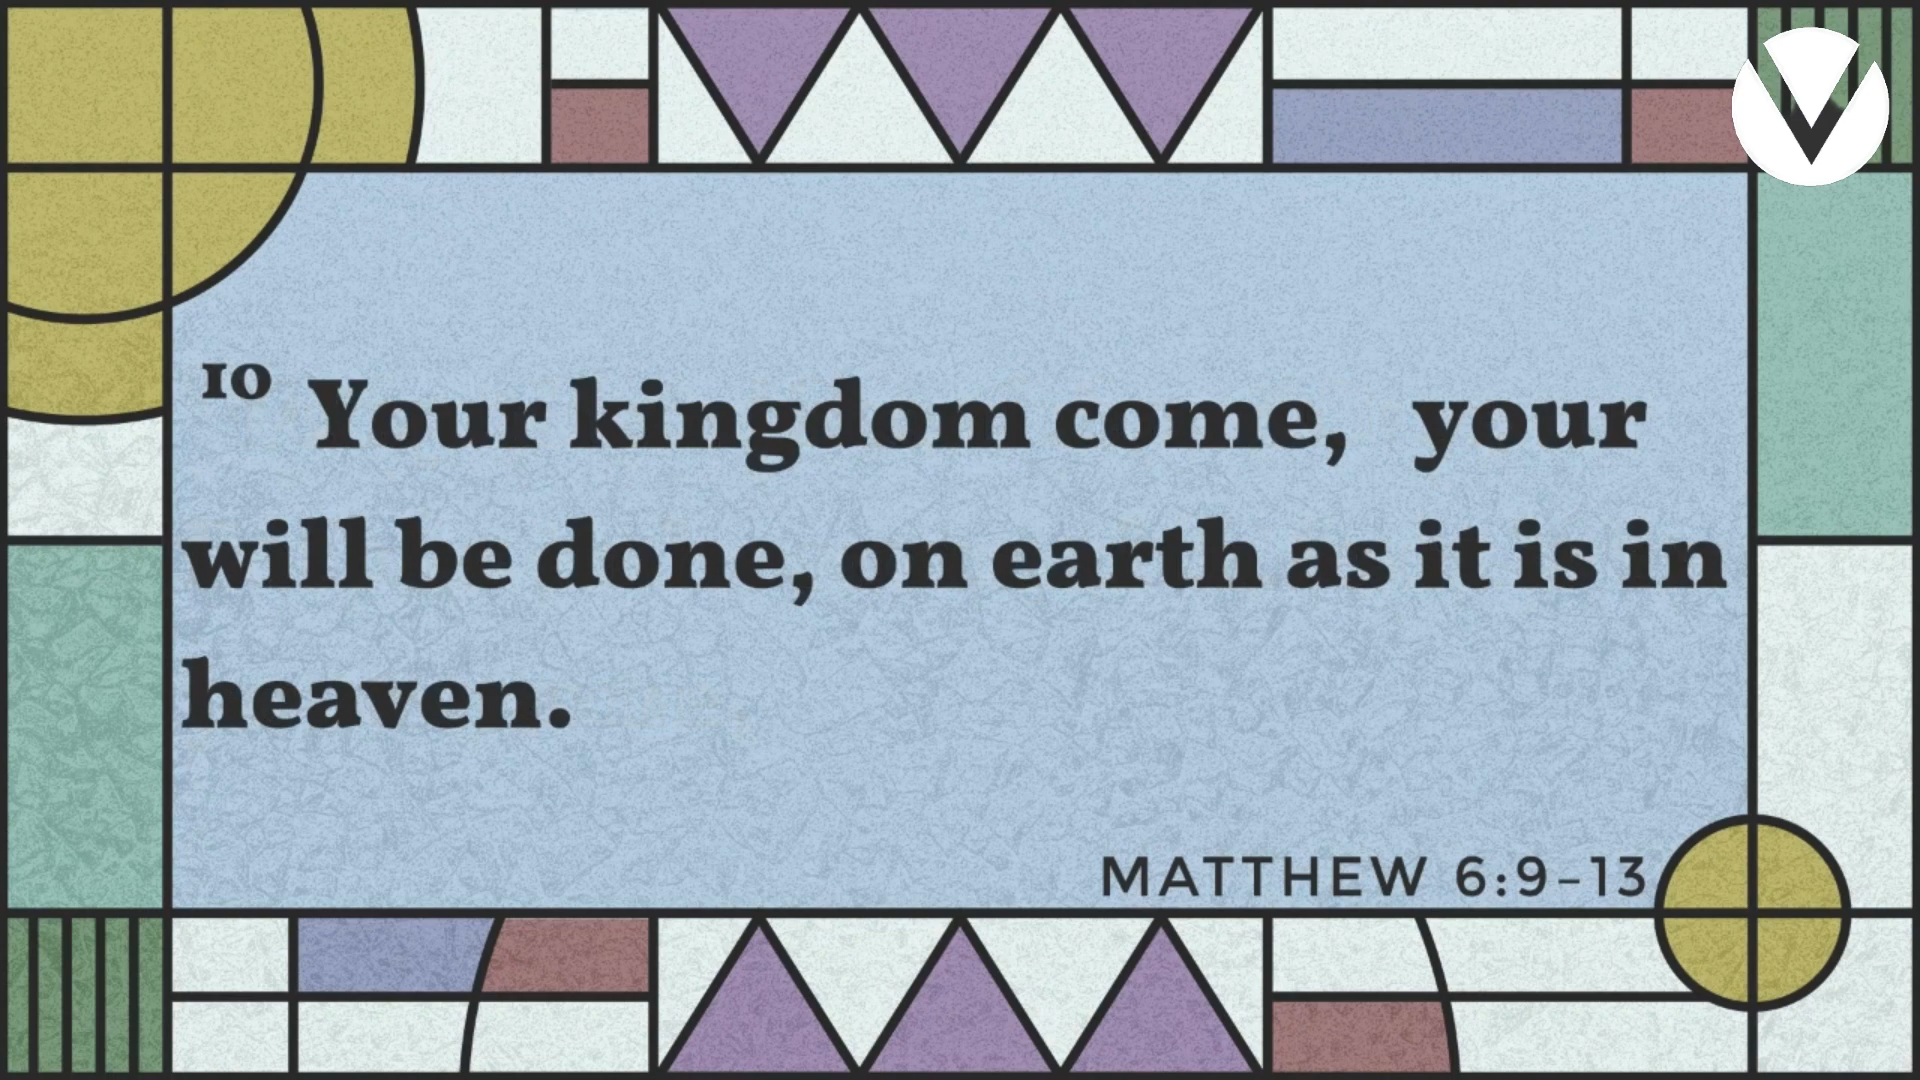 10 Your kingdom come, your
will be done, on earth as it is in
heaven.
MATTHEW 6:9–13